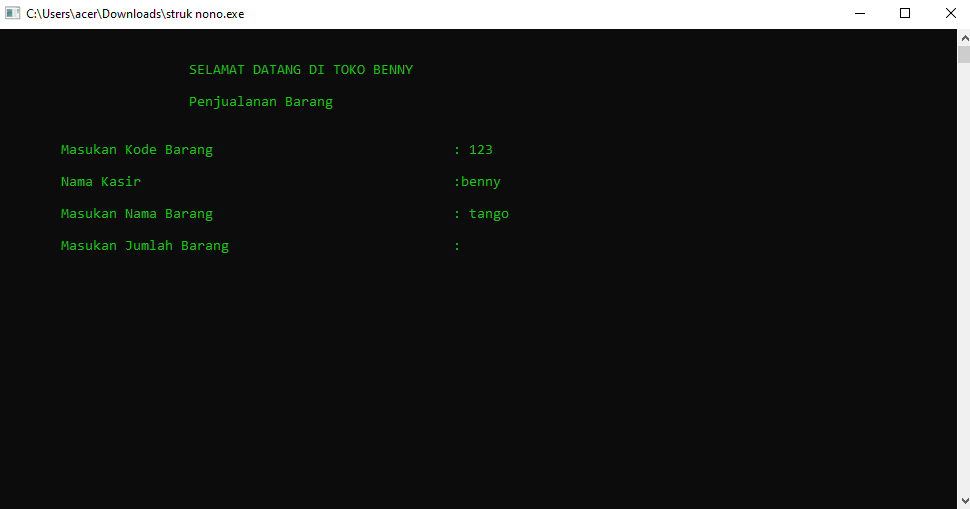 C:\Users\acer\Downloads\struk nono.exe
SELAMAT DATANG DI TOKO BENNY
Penjualanan Barang
Masukan Kode Barang : 123
Nama Kasir :benny
Masukan Nama Barang : tango
Masukan Jumlah Barang :